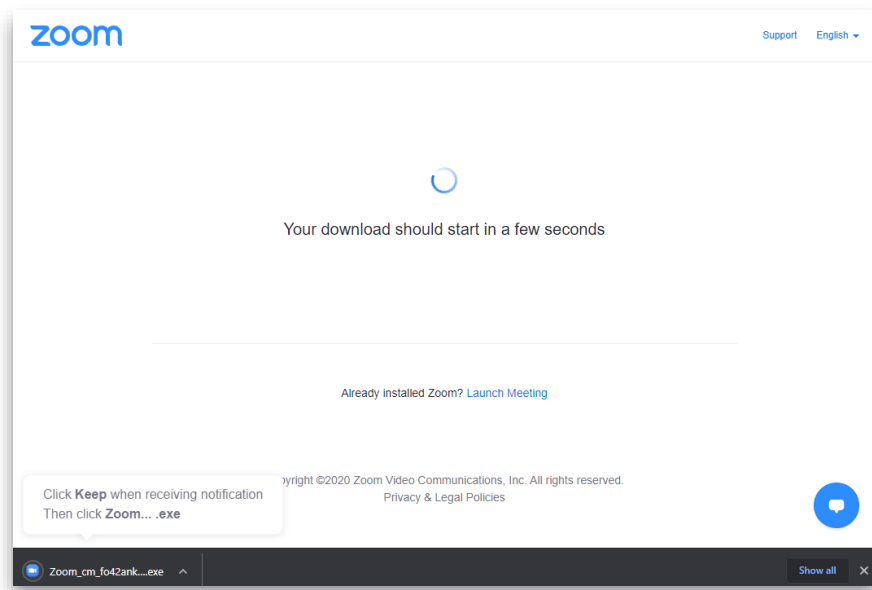 zoom
Support English
Your download should start in a few seconds
Already installed Zoom? Launch Meeting
pyright ©2020 Zoom Video Communications, Inc. All rights reserved.
Privacy & Legal Policies
Click Keep when receiving notification
Then click Zoom... .exe
Zoom_cm_fo42ank....exe
Show all